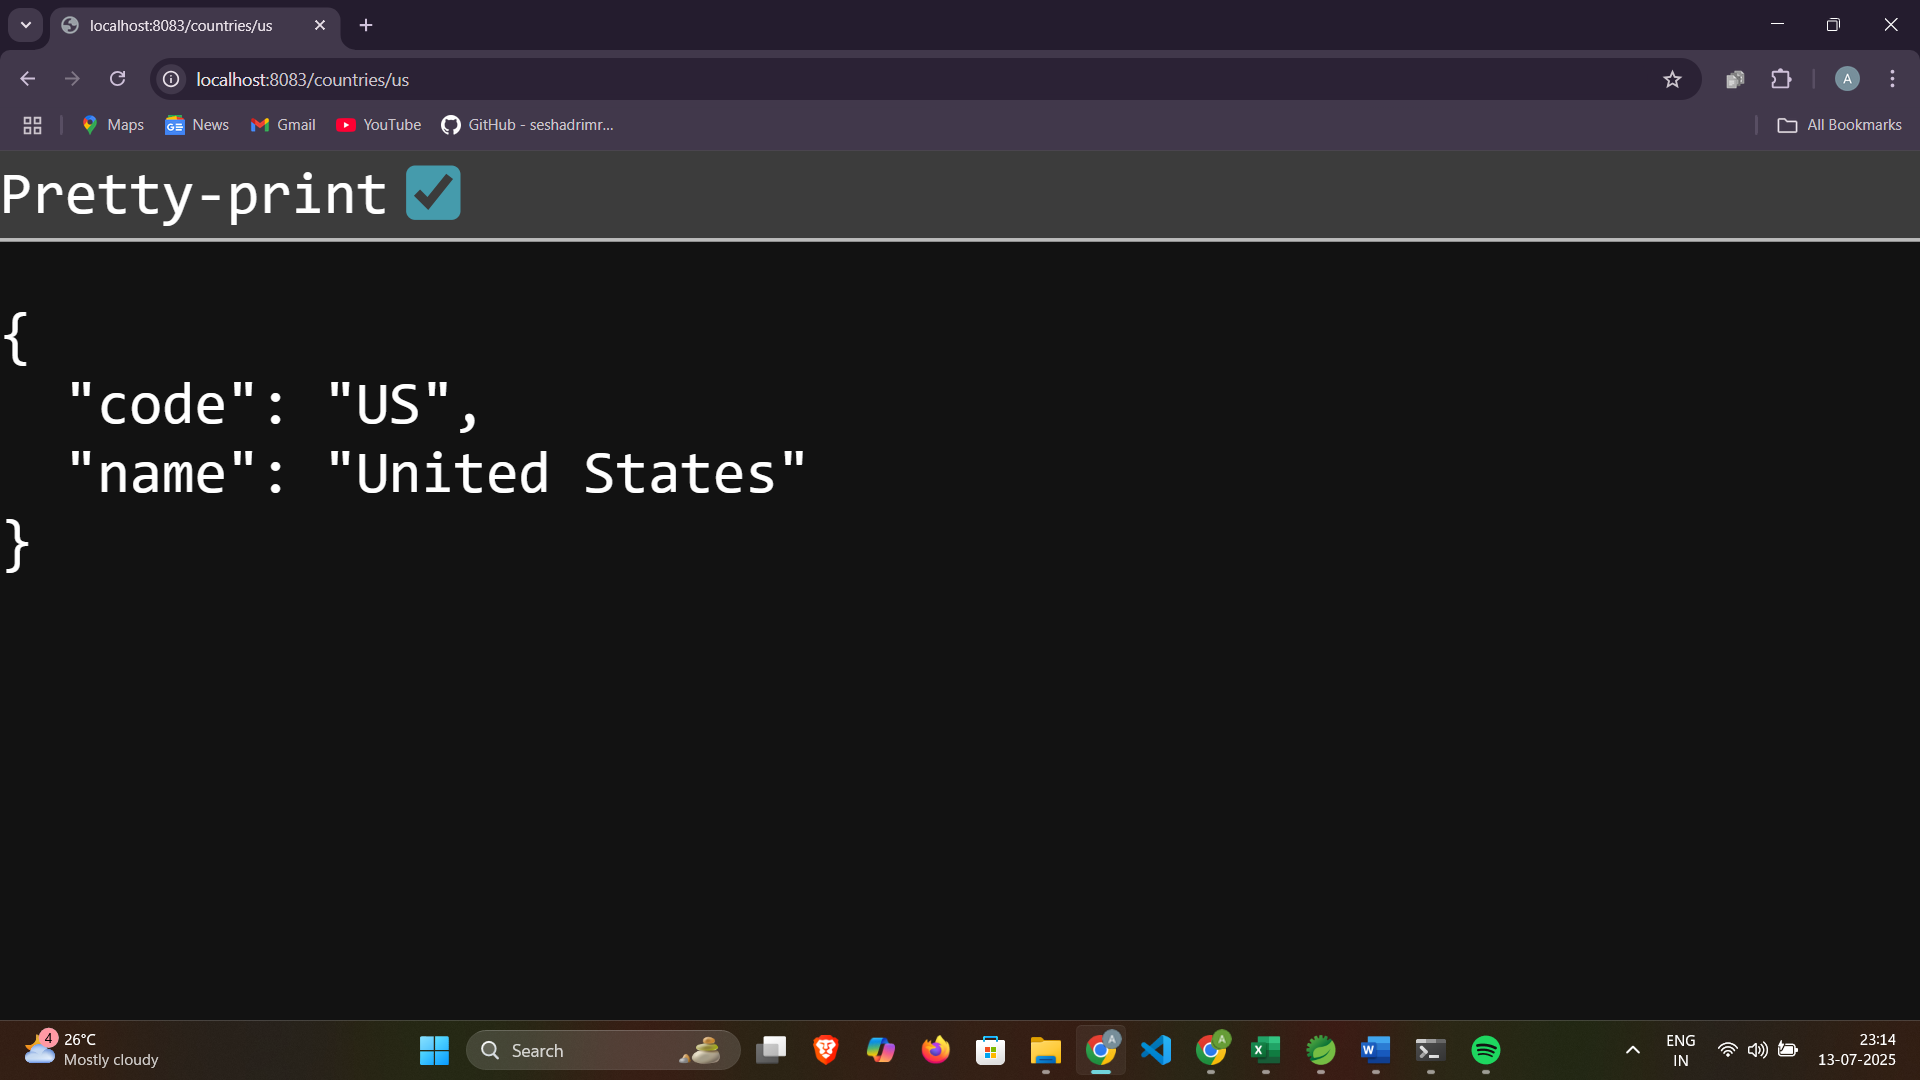 localhost:8083/countries/us
localhost:8083/countries/us
A
Maps
News
Gmail
YouTube
GitHub - seshadrimr...
All Bookmarks
Pretty-print
{
"code": "US",
"name": "United States"
}
4
26°C
Mostly cloudy
Search
A
A
ENG
IN
23:14
13-07-2025